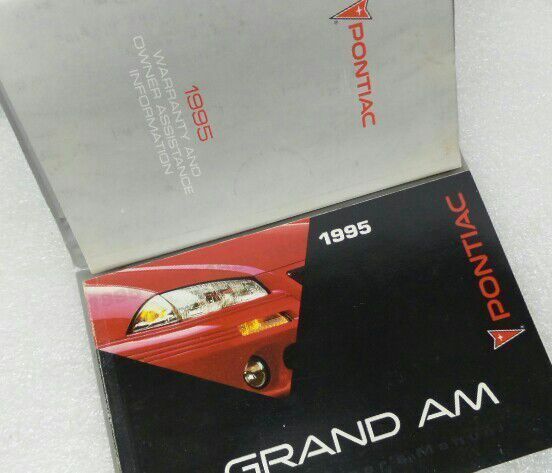 PONTIAC
1995
WARRANTY AND
OWNER ASSISTANCE
INFORMATION
1995
PONTIAC
GRAND AM